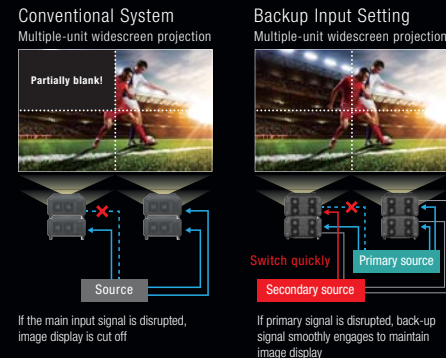 Conventional System
Multiple-unit widescreen projection
Partially blank!
Source
If the main input signal is disrupted,
image display is cut off
Backup Input Setting
Multiple-unit widescreen projection
Switch quickly
Primary source
Secondary source
If primary signal is disrupted, back-up
signal smoothly engages to maintain
image display